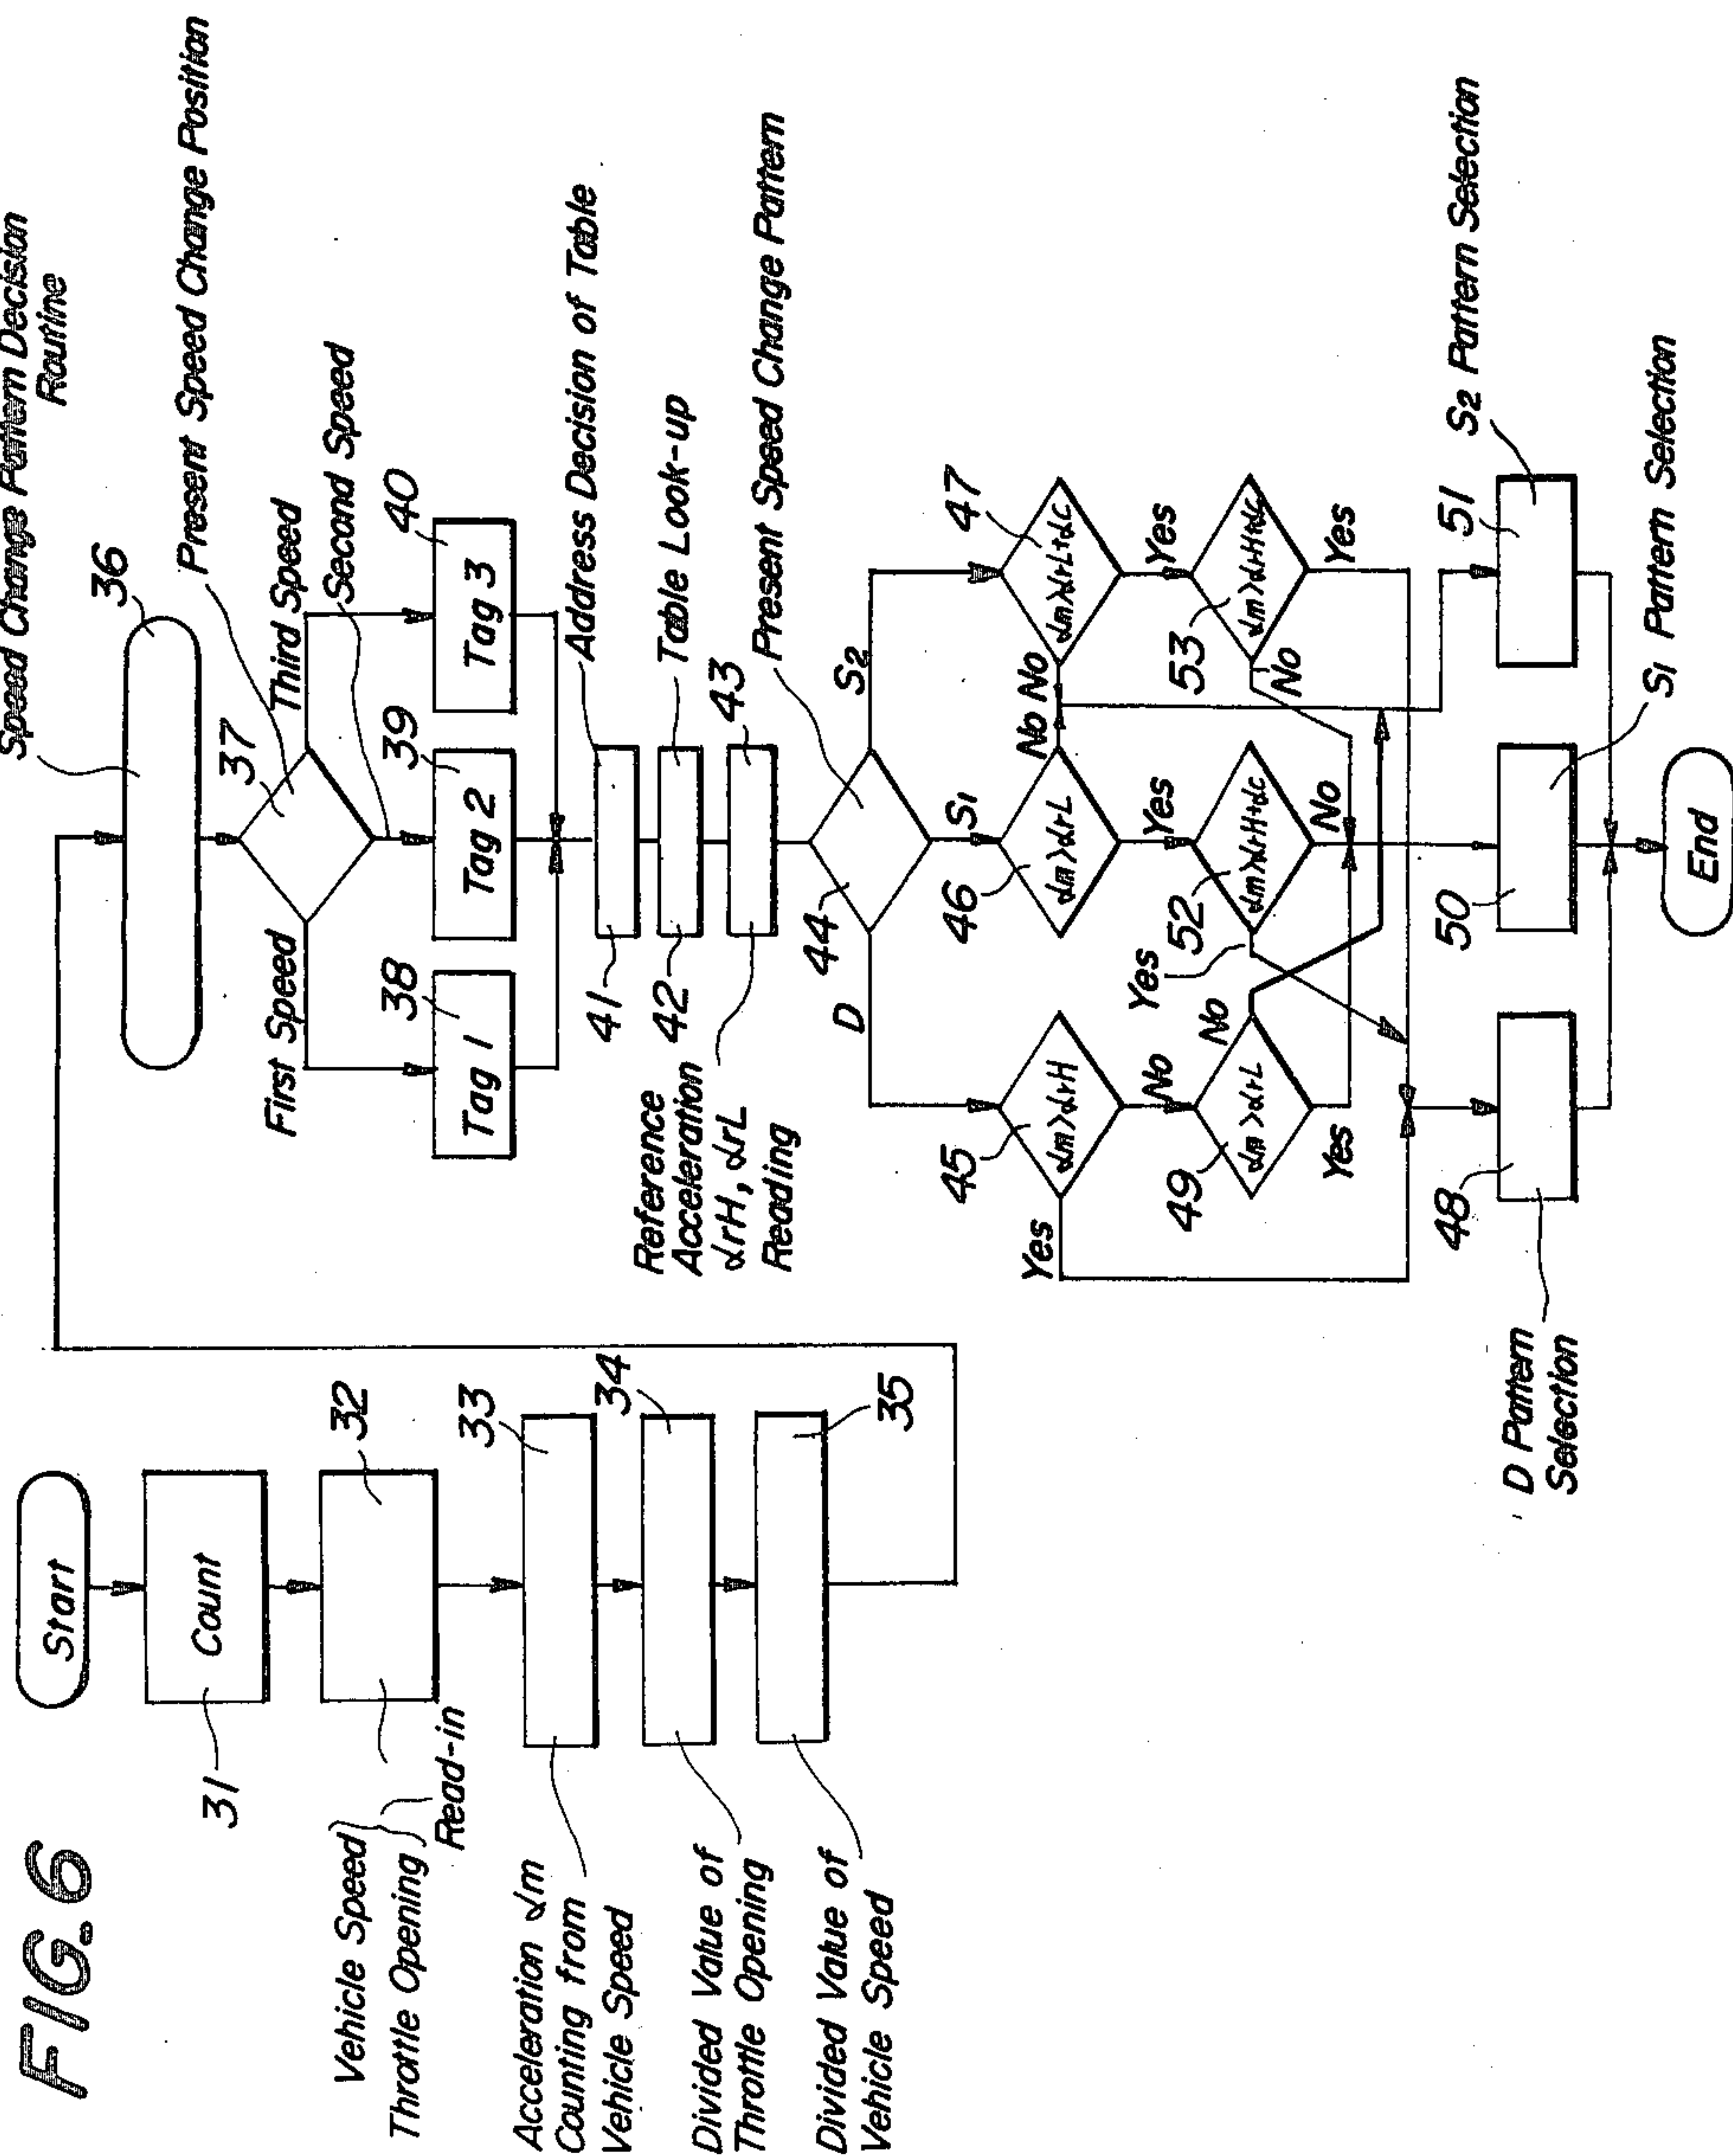 FIG.6
Start
Count
31
32
Vehicle Speed
Throttle Opening
Read-in
33
Acceleration αm
Counting from
Vehicle Speed
34
Divided Value of
Throttle Opening
35
Divided Value of
Vehicle Speed
Speed Change Pattern Decision
Routine
36
Present Speed Change Position
37
First Speed
Third Speed
Second Speed
38
39
40
Tag 1
Tag 2
Tag 3
41
Address Decision of Table
42
Table Look-up
43
Reference
Acceleration
αrH, αrL
Reading
Present Speed Change Pattern
44
D
S1
S2
45
αm>αrH
46
αm>αrL
47
αm>αrL+αc
Yes
No
No
No
Yes
Yes
49
αm>αrL
52
αm>αrH+αc
53
αm>αrH+αc
No
Yes
No
Yes
No
Yes
48
50
51
D Pattern
Selection
S1 Pattern Selection
S2 Pattern Selection
End